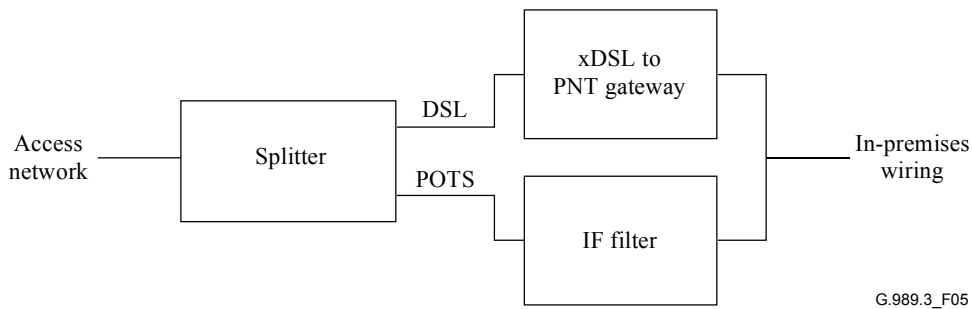 Access
network
Splitter
DSL
POTS
xDSL to
PNT gateway
IF filter
In-premises
wiring
G.989.3_F05